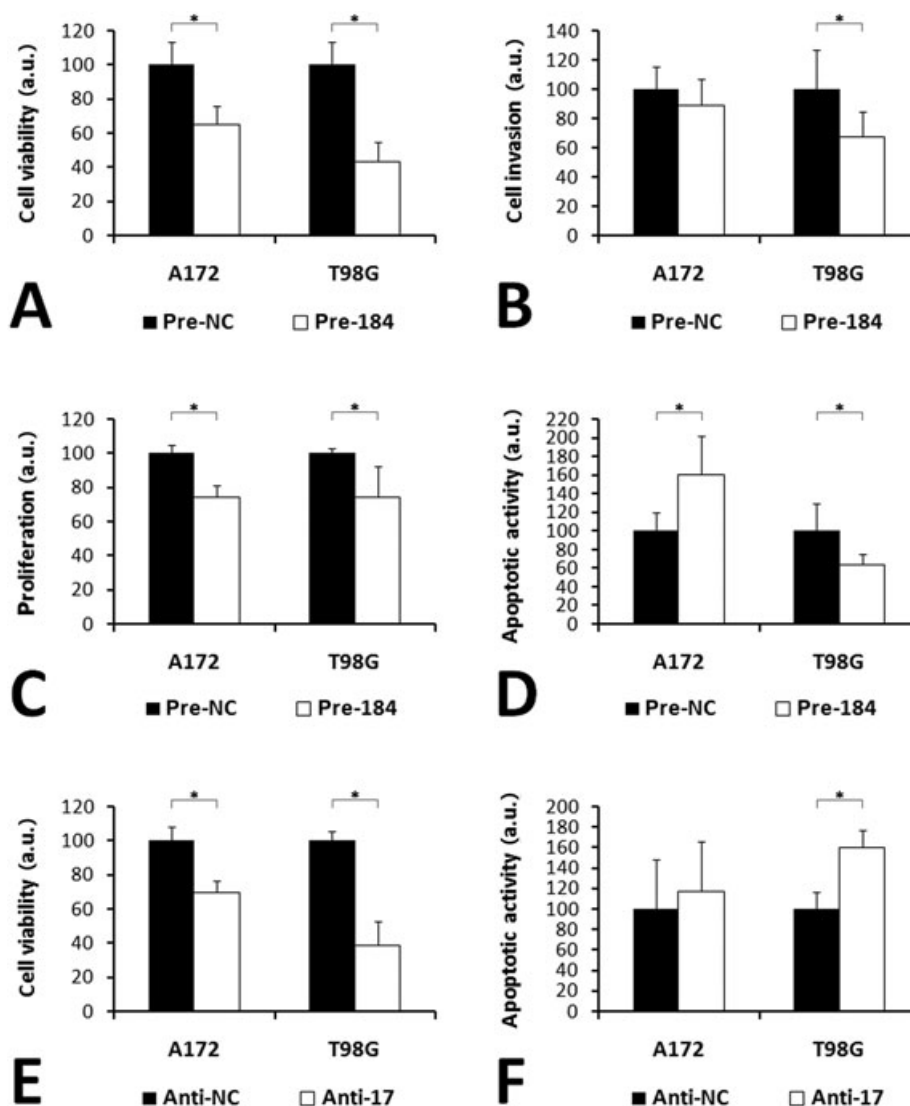 *
*
120
100
80
60
40
20
0
Cell viability (a.u.)
A172
T98G
A
Pre-NC
Pre-184
*
140
120
100
80
60
40
20
0
Cell invasion (a.u.)
A172
T98G
B
Pre-NC
Pre-184
*
*
120
100
80
60
40
20
0
Proliferation (a.u.)
A172
T98G
C
Pre-NC
Pre-184
*
*
220
200
180
160
140
120
100
80
60
40
20
0
Apoptotic activity (a.u.)
A172
T98G
D
Pre-NC
Pre-184
*
*
120
100
80
60
40
20
0
Cell viability (a.u.)
A172
T98G
E
Anti-NC
Anti-17
*
200
180
160
140
120
100
80
60
40
20
0
Apoptotic activity (a.u.)
A172
T98G
F
Anti-NC
Anti-17